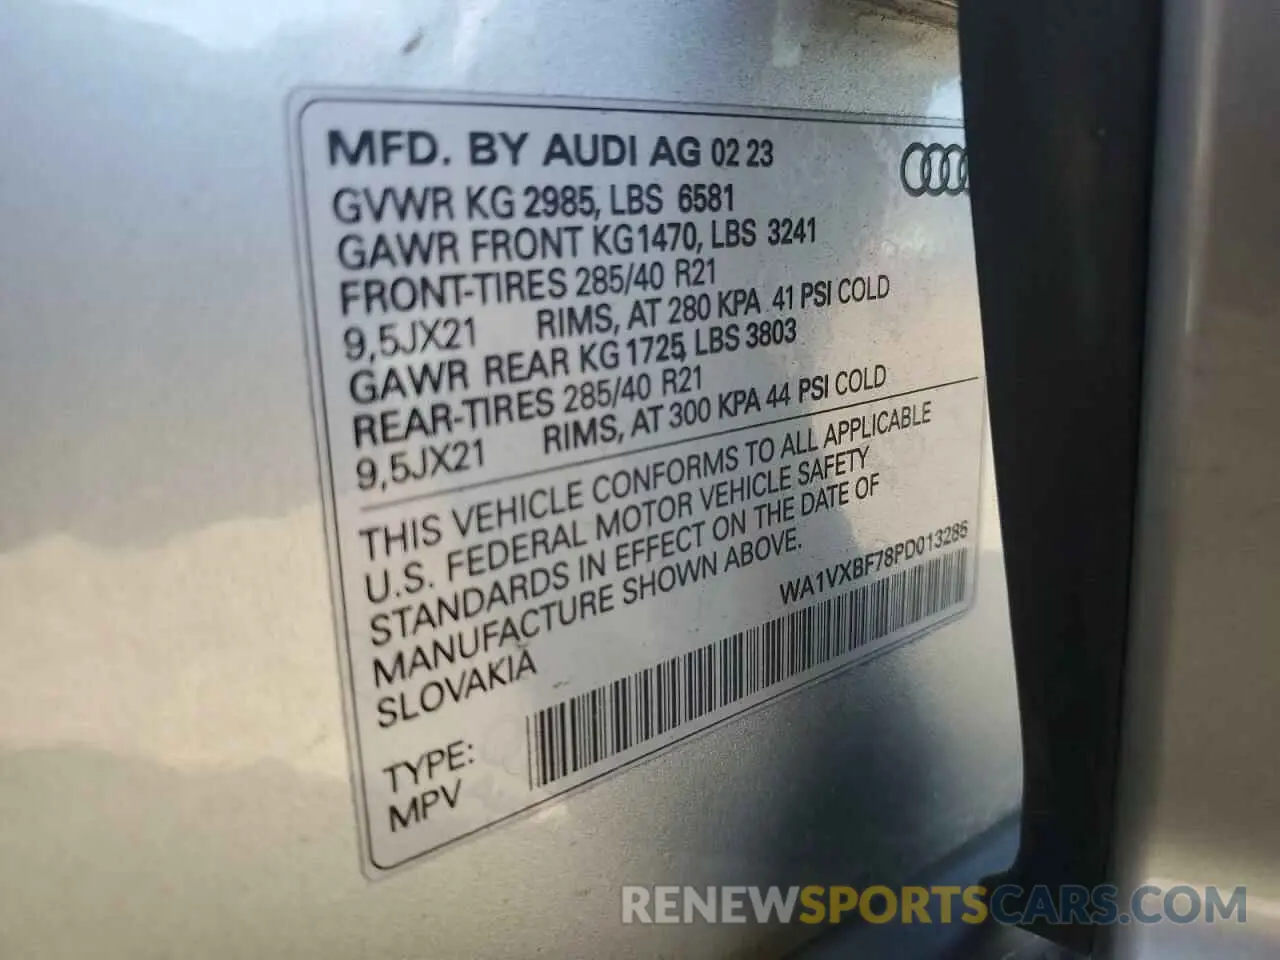 MFD. BY AUDI AG 02 23
GVWR KG 2985, LBS 6581
GAWR FRONT KG1470, LBS 3241
FRONT-TIRES 285/40 R21
9,5JX21 RIMS, AT 280 KPA 41 PSI COLD
GAWR REAR KG 1725, LBS 3803
REAR-TIRES 285/40 R21
9,5JX21 RIMS, AT 300 KPA 44 PSI COLD
THIS VEHICLE CONFORMS TO ALL APPLICABLE
U.S. FEDERAL MOTOR VEHICLE SAFETY
STANDARDS IN EFFECT ON THE DATE OF
MANUFACTURE SHOWN ABOVE.
SLOVAKIA
WA1VXBF78PD013286
TYPE:
MPV
RENEWSPORTSCARS.COM